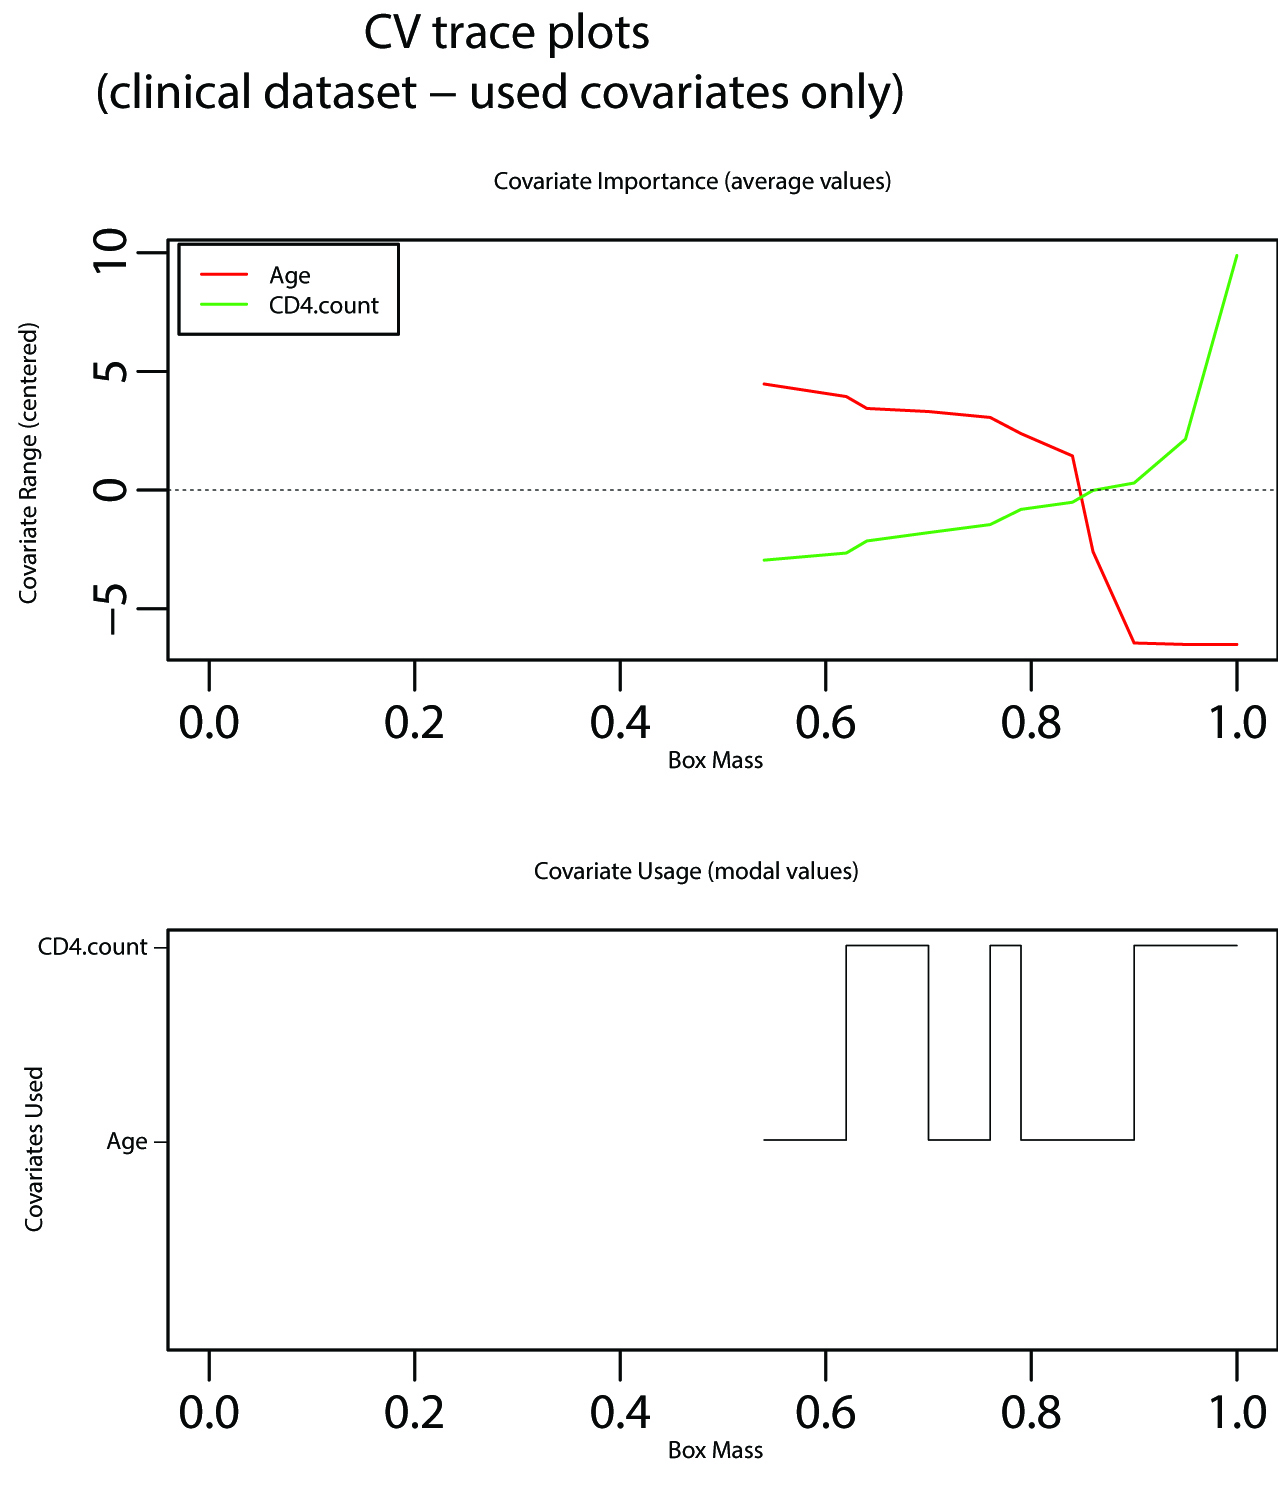 CV trace plots
(clinical dataset – used covariates only)
Covariate Importance (average values)
Covariate Range (centered)
10
5
0
−5
Age
CD4.count
0.0 0.2 0.4 0.6 0.8 1.0
Box Mass
Covariate Usage (modal values)
Covariates Used
CD4.count
Age
0.0 0.2 0.4 0.6 0.8 1.0
Box Mass